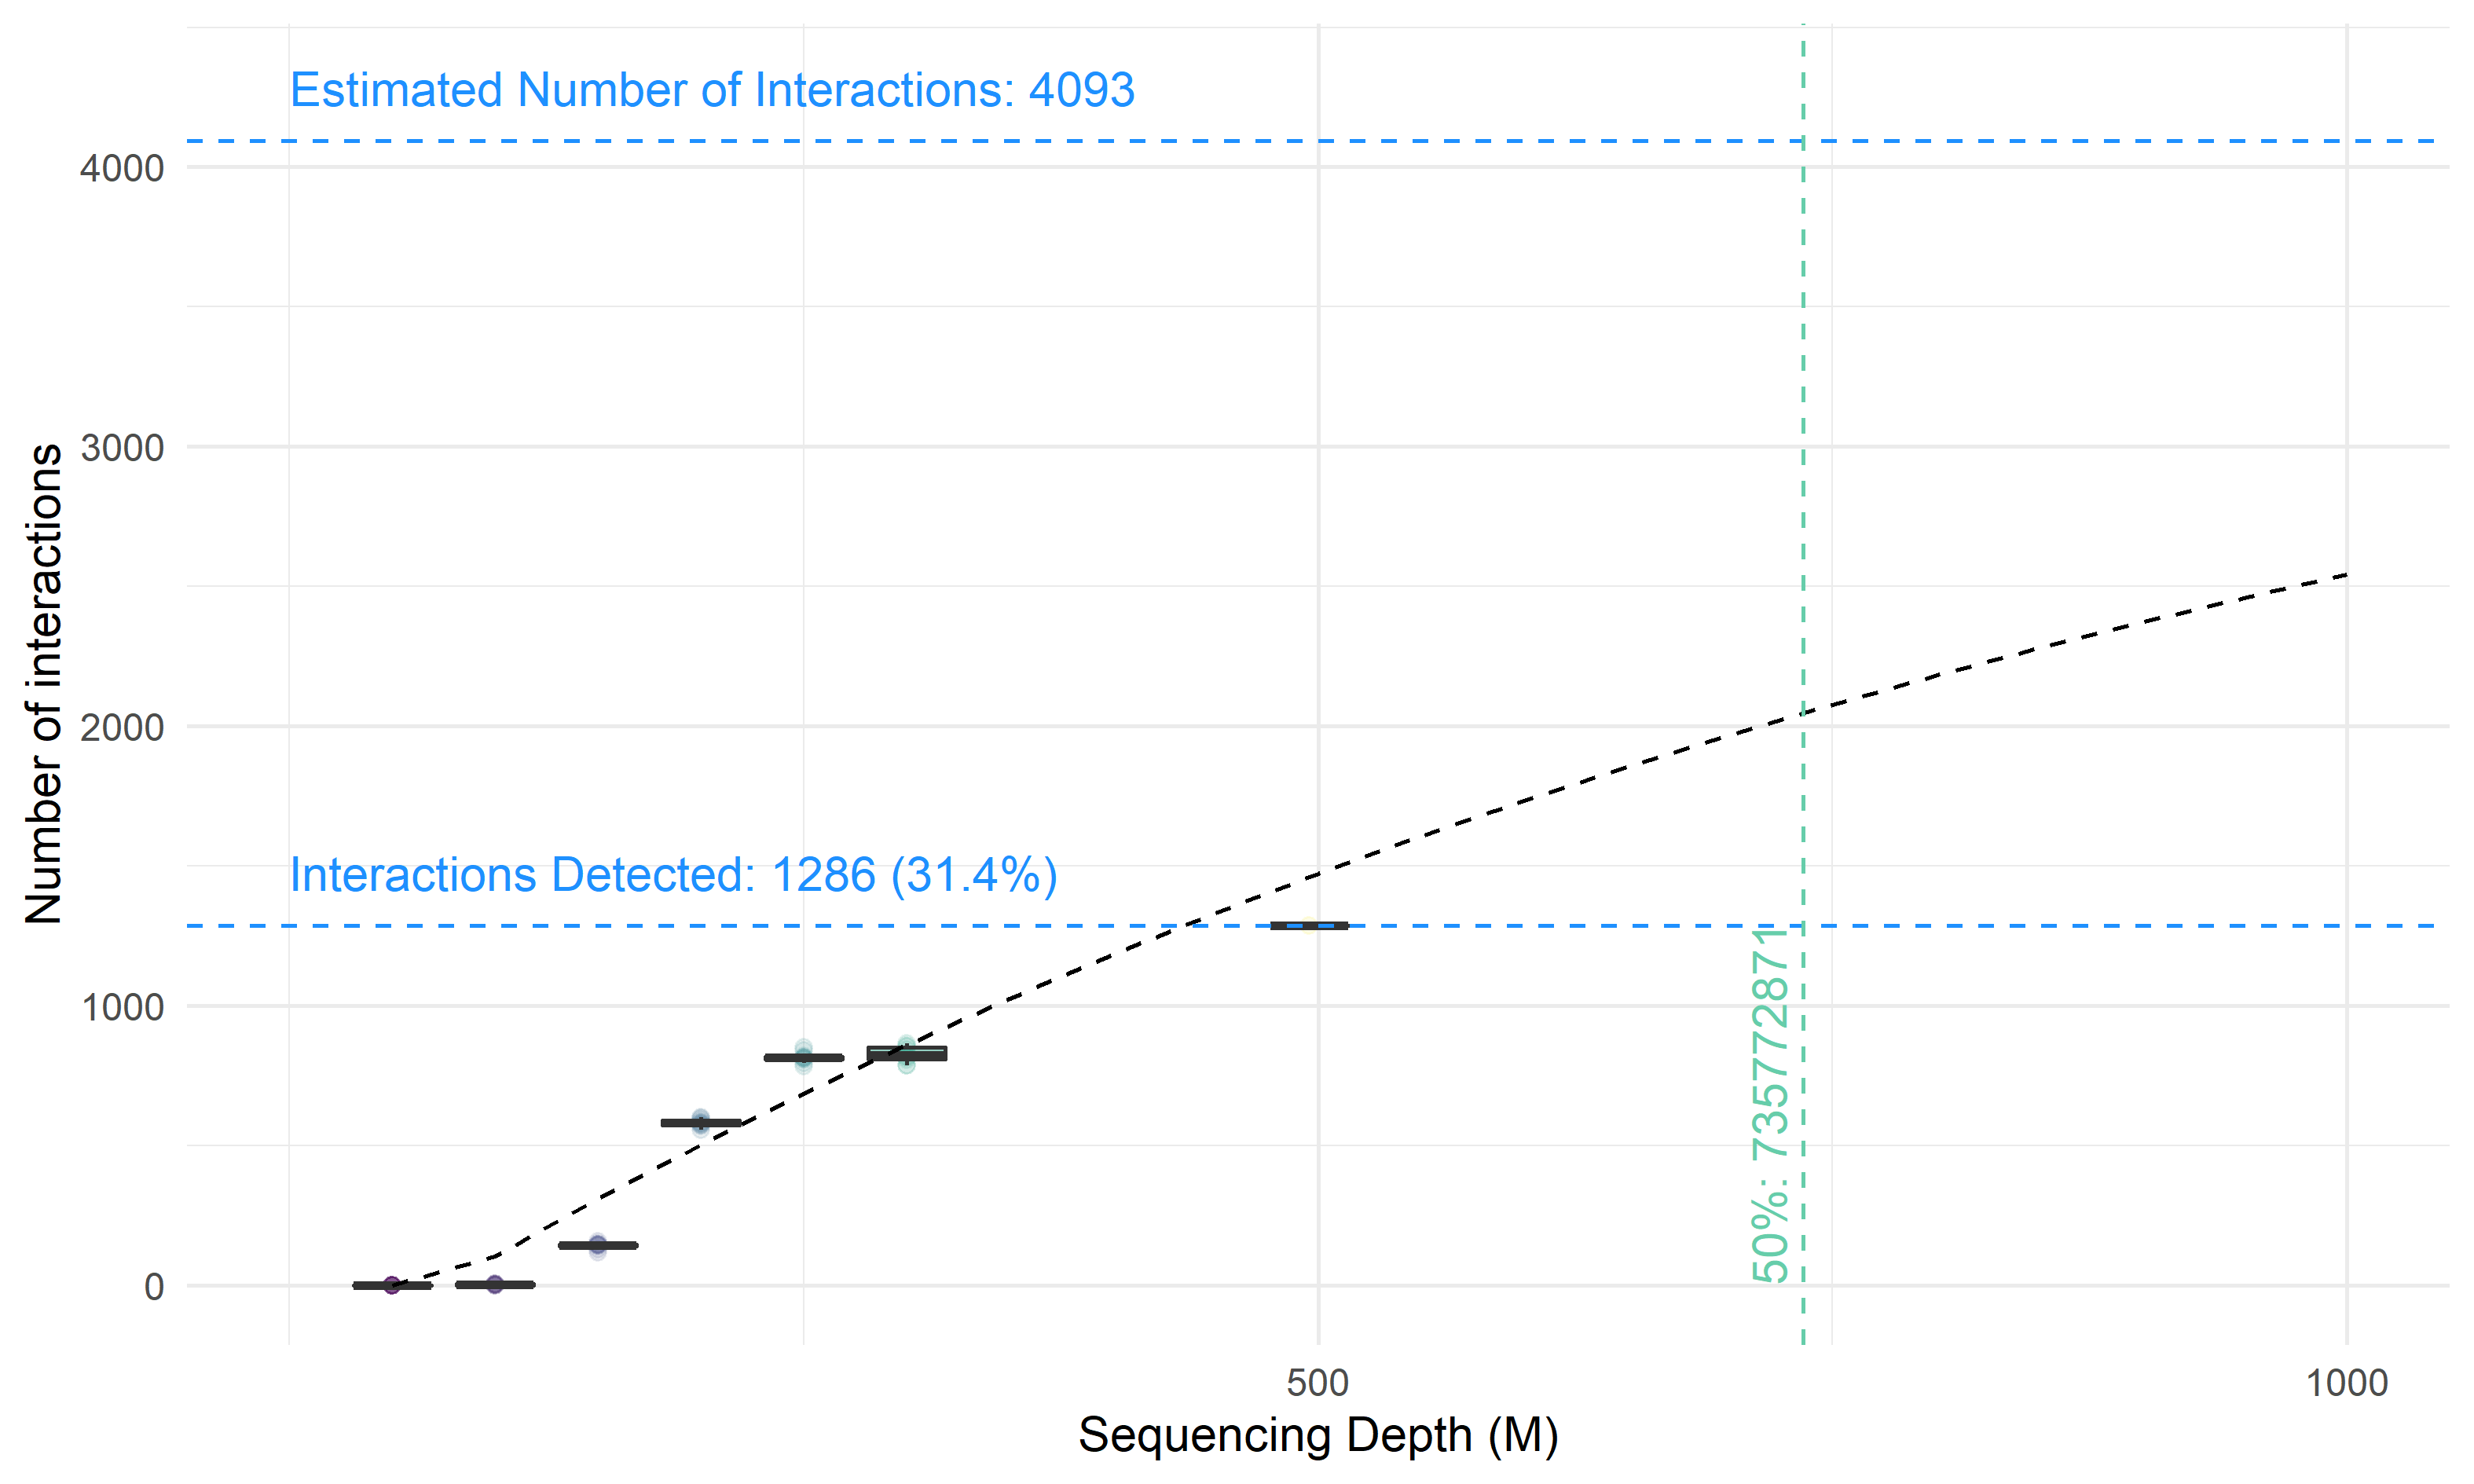 Estimated Number of Interactions: 4093
4000
3000
2000
1000
0
Number of interactions
Interactions Detected: 1286 (31.4%)
50%: 735772871
500
1000
Sequencing Depth (M)